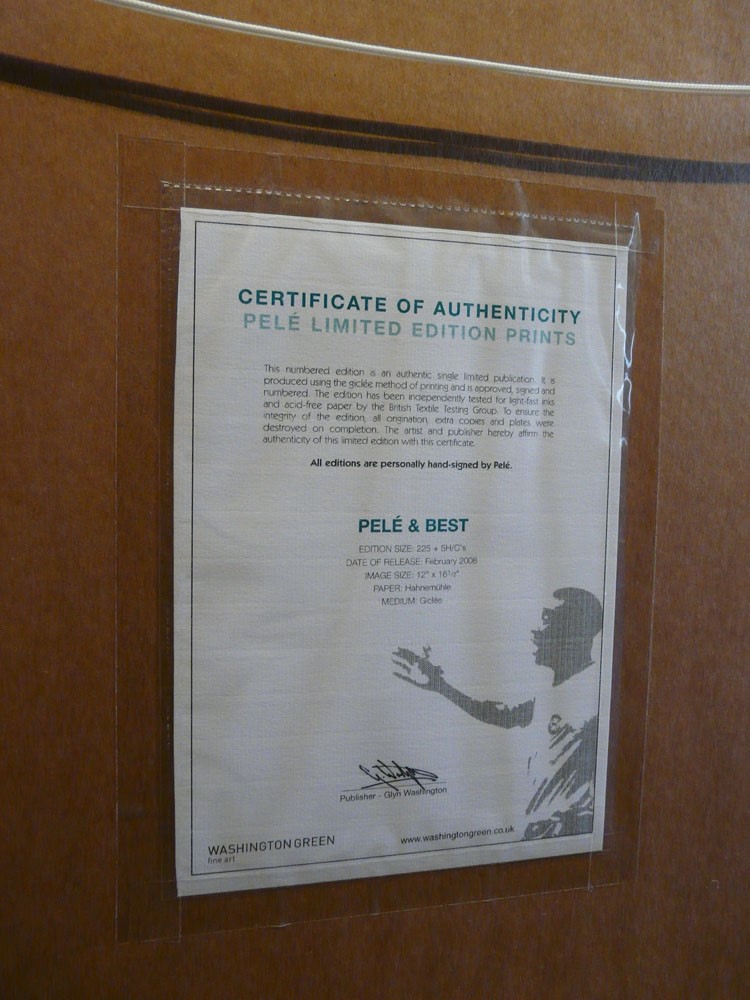 CERTIFICATE OF AUTHENTICITY
PELÉ LIMITED EDITION PRINTS
This numbered edition is an authentic single limited publication. It is
produced using the giclée method of printing and is approved, signed and
numbered. The edition has been independently tested for light-fast inks
and acid-free paper by the British Textile Testing Group. To ensure the
integrity of the edition, all origination, extra copies and plates were
destroyed on completion. The artist and publisher hereby affirm the
authenticity of this limited edition with this certificate.
All editions are personally hand-signed by Pelé.
PELÉ & BEST
EDITION SIZE: 225 + 5H/C's
DATE OF RELEASE: February 2008
IMAGE SIZE: 12" x 16½"
PAPER: Hahnemühle
MEDIUM: Giclée
Publisher - Glyn Washington
WASHINGTON GREEN
fine art
www.washingtongreen.co.uk